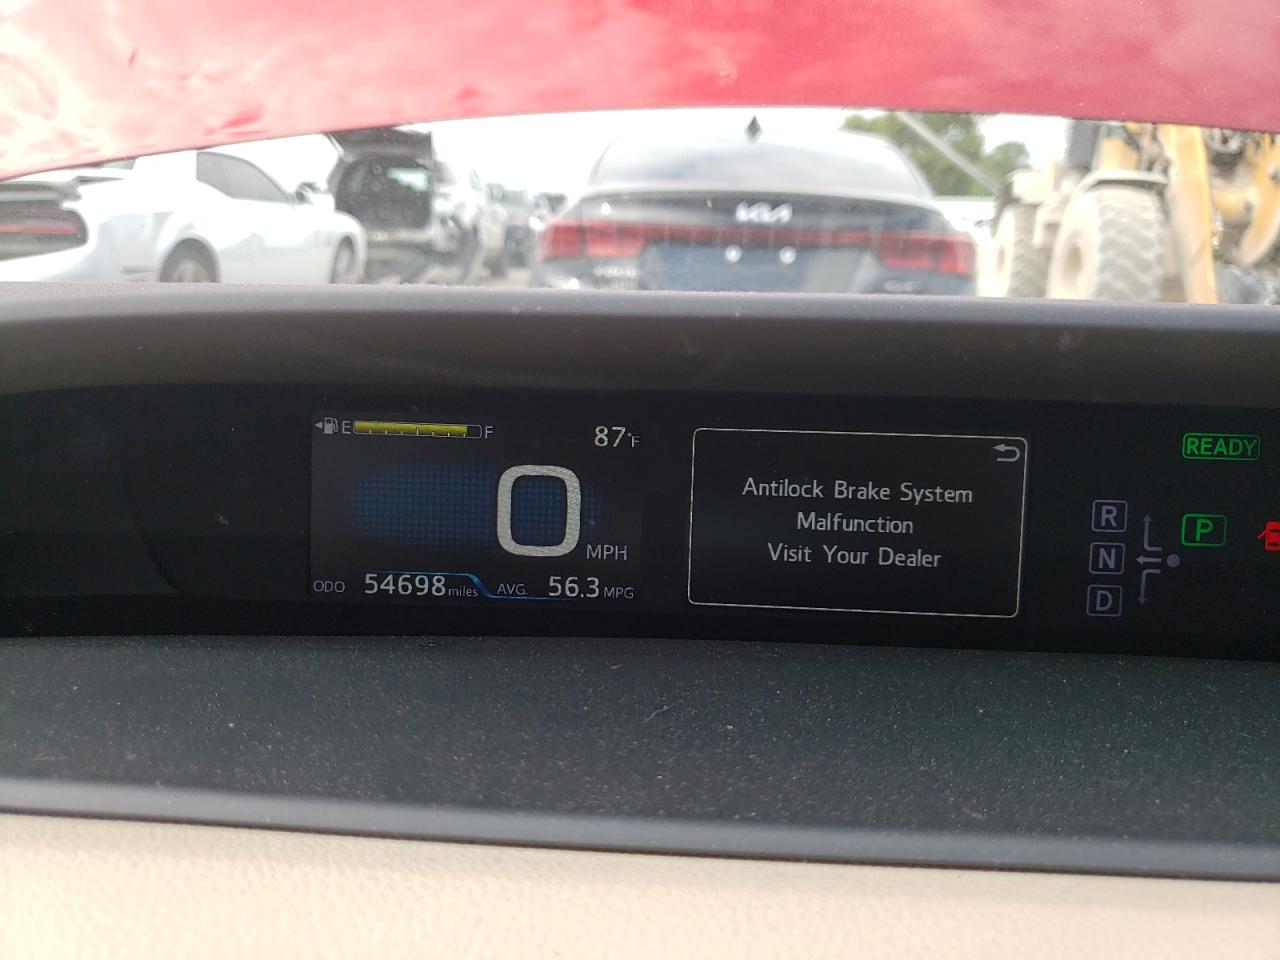 KIA
E F
87°F
0 MPH
ODO 54698 miles AVG. 56.3 MPG
Antilock Brake System
Malfunction
Visit Your Dealer
READY
R
N
D
P